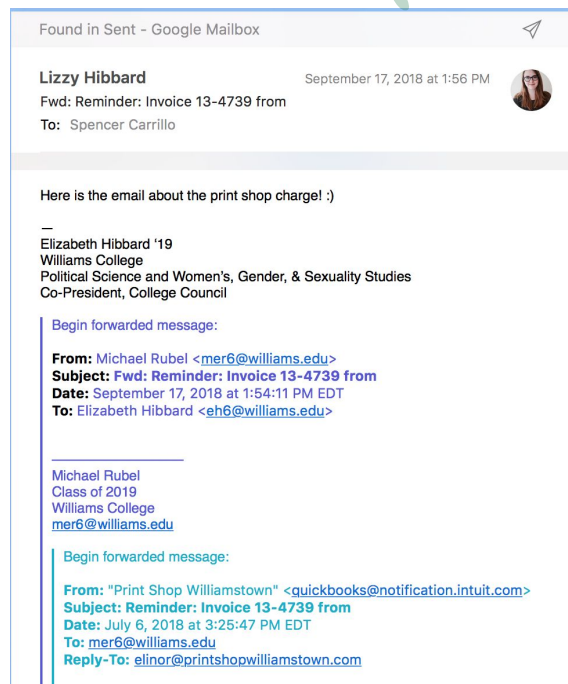 Found in Sent - Google Mailbox
Lizzy Hibbard September 17, 2018 at 1:56 PM
Fwd: Reminder: Invoice 13-4739 from
To: Spencer Carrillo
Here is the email about the print shop charge! :)
—
Elizabeth Hibbard ‘19
Williams College
Political Science and Women’s, Gender, & Sexuality Studies
Co-President, College Council
Begin forwarded message:
From: Michael Rubel <mer6@williams.edu>
Subject: Fwd: Reminder: Invoice 13-4739 from
Date: September 17, 2018 at 1:54:11 PM EDT
To: Elizabeth Hibbard <eh6@williams.edu>
___________________
Michael Rubel
Class of 2019
Williams College
mer6@williams.edu
Begin forwarded message:
From: "Print Shop Williamstown" <quickbooks@notification.intuit.com>
Subject: Reminder: Invoice 13-4739 from
Date: July 6, 2018 at 3:25:47 PM EDT
To: mer6@williams.edu
Reply-To: elinor@printshopwilliamstown.com